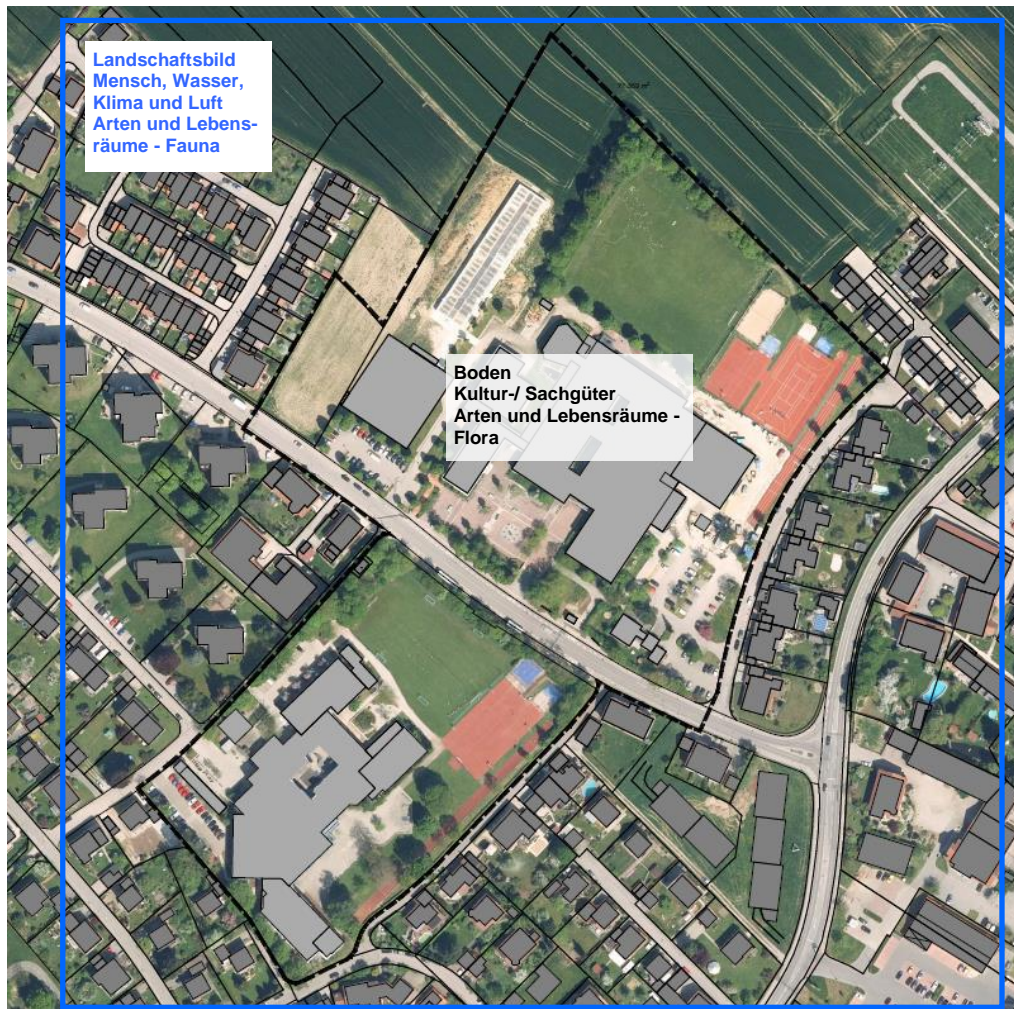 Landschaftsbild
Mensch, Wasser,
Klima und Luft
Arten und Lebens-
räume - Fauna
Boden
Kultur-/ Sachgüter
Arten und Lebensräume -
Flora